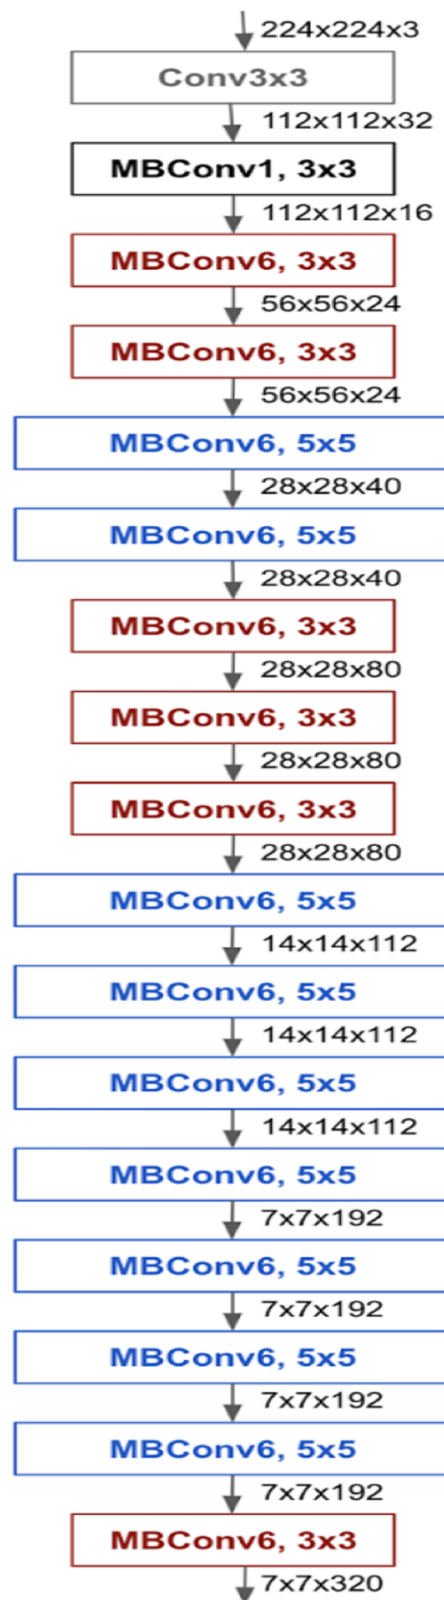 224x224x3
Conv3x3
112x112x32
MBConv1, 3x3
112x112x16
MBConv6, 3x3
56x56x24
MBConv6, 3x3
56x56x24
MBConv6, 5x5
28x28x40
MBConv6, 5x5
28x28x40
MBConv6, 3x3
28x28x80
MBConv6, 3x3
28x28x80
MBConv6, 3x3
28x28x80
MBConv6, 5x5
14x14x112
MBConv6, 5x5
14x14x112
MBConv6, 5x5
14x14x112
MBConv6, 5x5
7x7x192
MBConv6, 5x5
7x7x192
MBConv6, 5x5
7x7x192
MBConv6, 5x5
7x7x192
MBConv6, 3x3
7x7x320